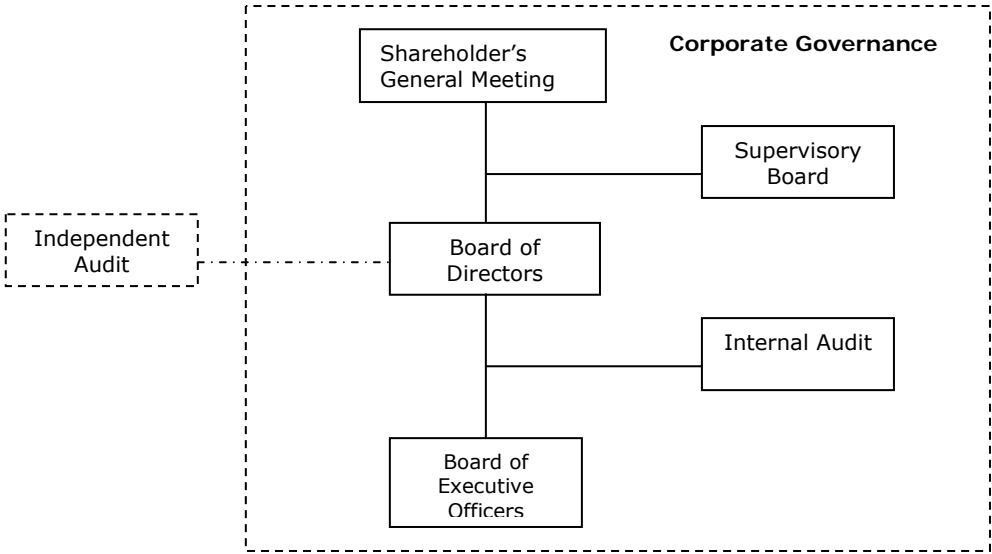 Shareholder’s
General Meeting
Corporate Governance
Supervisory
Board
Independent
Audit
Board of
Directors
Internal Audit
Board of
Executive
Officers